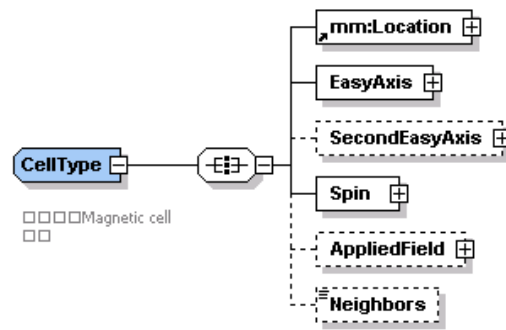 mm:Location
EasyAxis
SecondEasyAxis
CellType
Spin
Magnetic cell
AppliedField
Neighbors